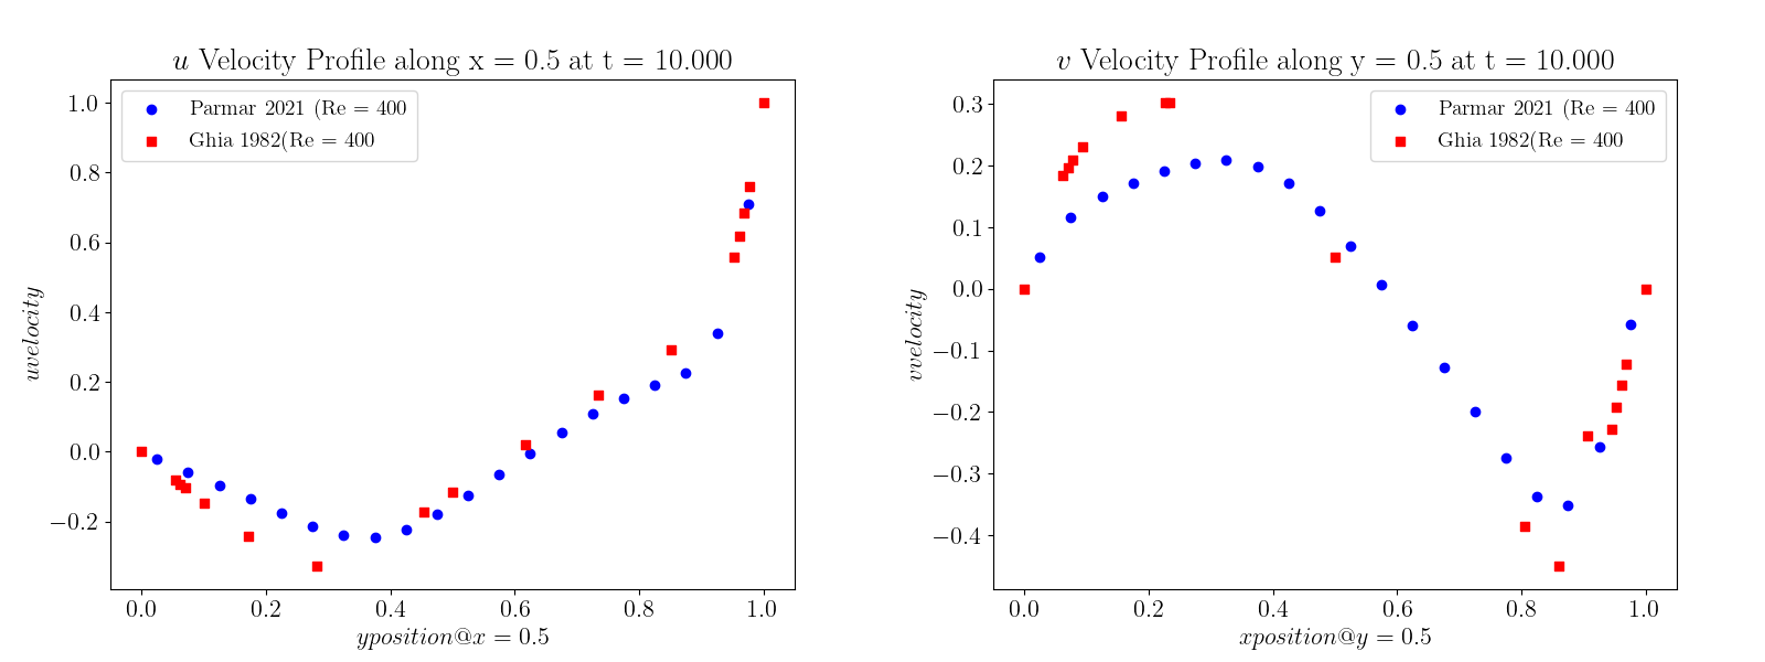 u Velocity Profile along x = 0.5 at t = 10.000
Parmar 2021 (Re = 400
Ghia 1982(Re = 400
1.0
0.8
0.6
0.4
0.2
0.0
−0.2
uvelocity
0.0 0.2 0.4 0.6 0.8 1.0
yposition@x = 0.5
v Velocity Profile along y = 0.5 at t = 10.000
Parmar 2021 (Re = 400
Ghia 1982(Re = 400
0.3
0.2
0.1
0.0
−0.1
−0.2
−0.3
−0.4
vvelocity
0.0 0.2 0.4 0.6 0.8 1.0
xposition@y = 0.5